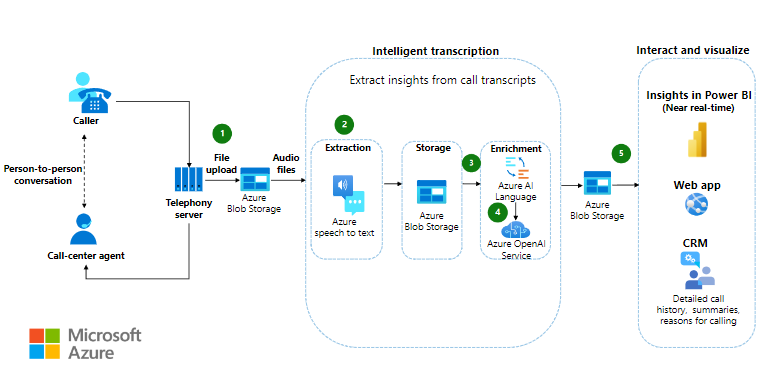 Intelligent transcription
Extract insights from call transcripts
Interact and visualize
Caller
Person-to-person
conversation
Call-center agent
Telephony
server
1
File
upload
Azure
Blob Storage
Audio
files
2
Extraction
Azure
speech to text
Storage
Azure
Blob Storage
3
Enrichment
Azure AI
Language
4
Azure OpenAI
Service
Azure
Blob Storage
5
Insights in Power BI
(Near real-time)
Web app
CRM
Detailed call
history, summaries,
reasons for calling
Microsoft
Azure